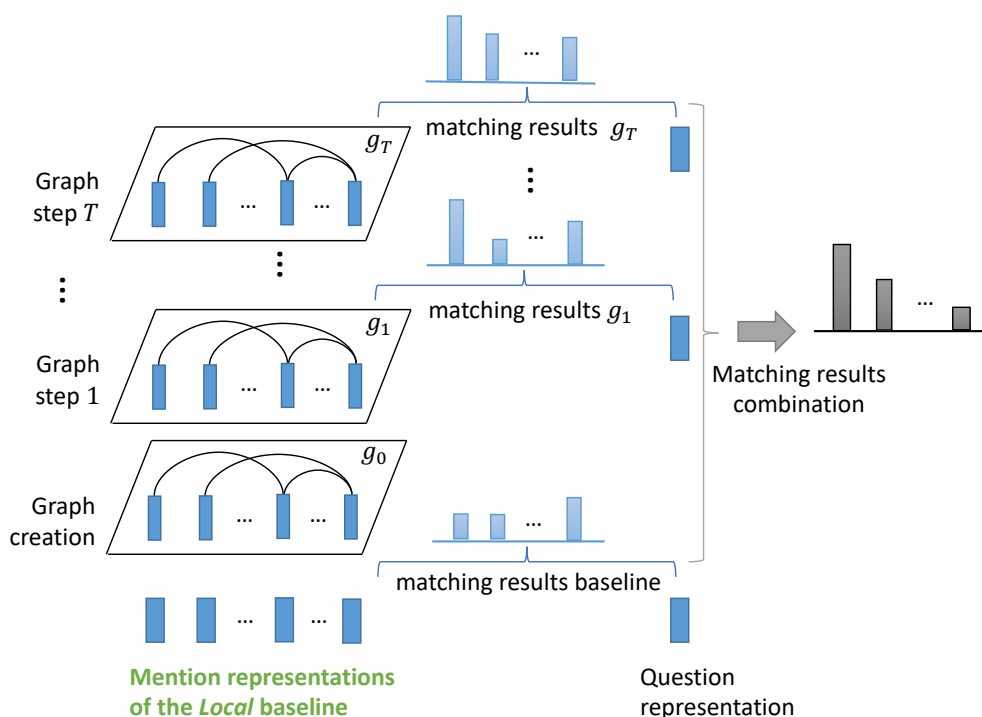 ...
matching results g_T
g_T
Graph
step T
... ...
...
matching results g_1
g_1
Graph
step 1
... ...
...
Matching results
combination
g_0
Graph
creation
... ...
...
matching results baseline
... ...
Mention representations
of the Local baseline
Question
representation